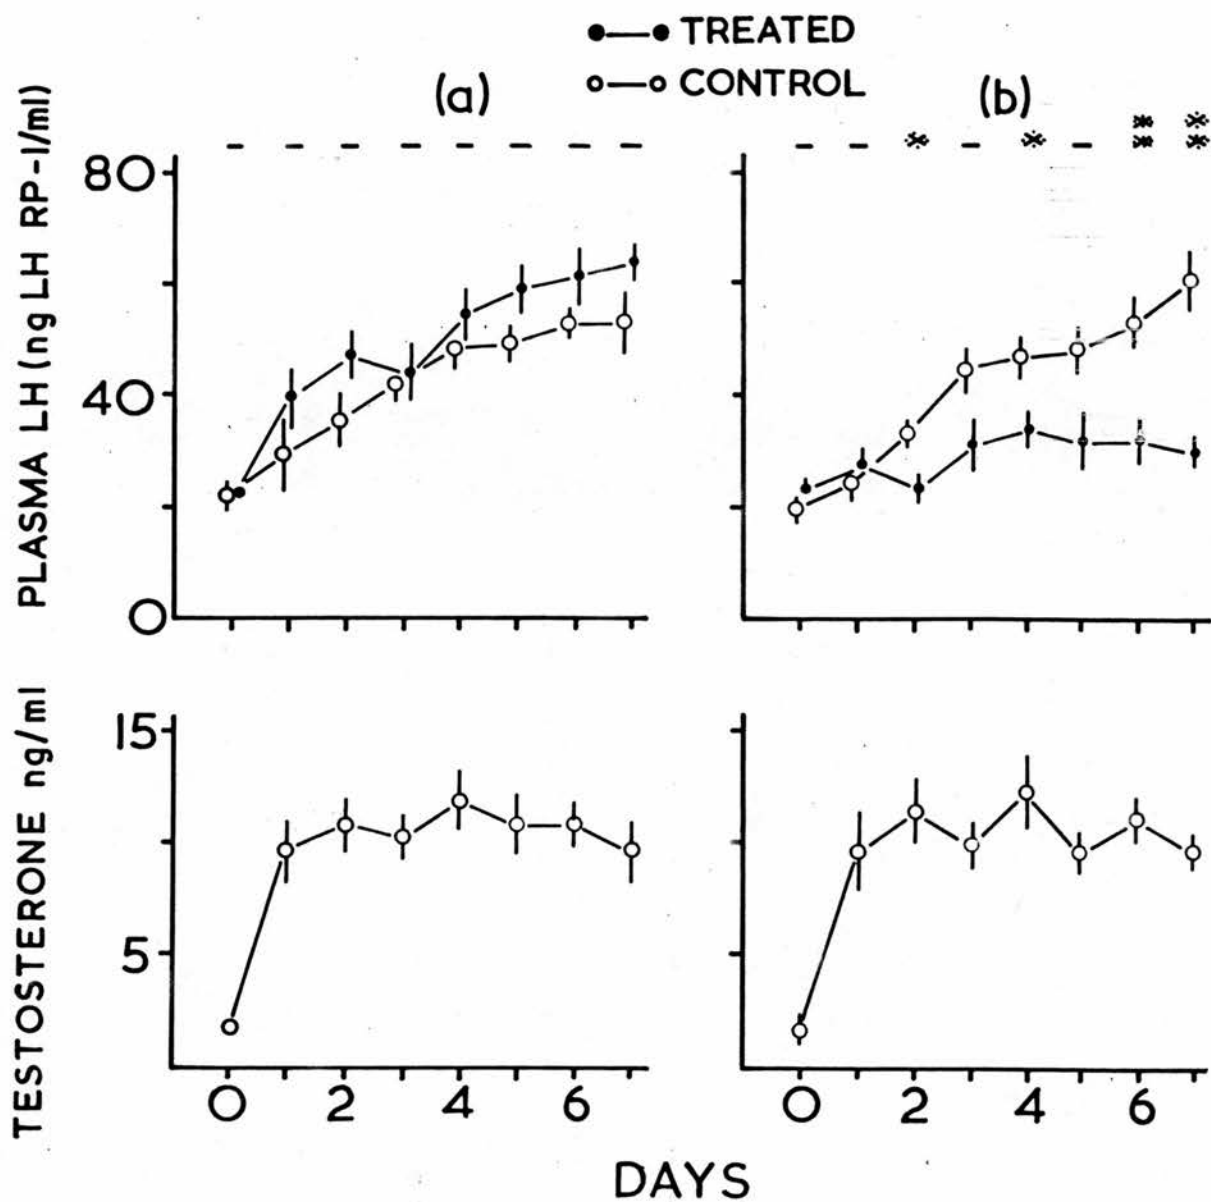 TREATED
CONTROL
(a)
(b)
- - - - - - - -
- - * - * - ** **
PLASMA LH (ng LH RP-1/ml)
80
40
0
TESTOSTERONE ng/ml
15
5
0 2 4 6
0 2 4 6
DAYS